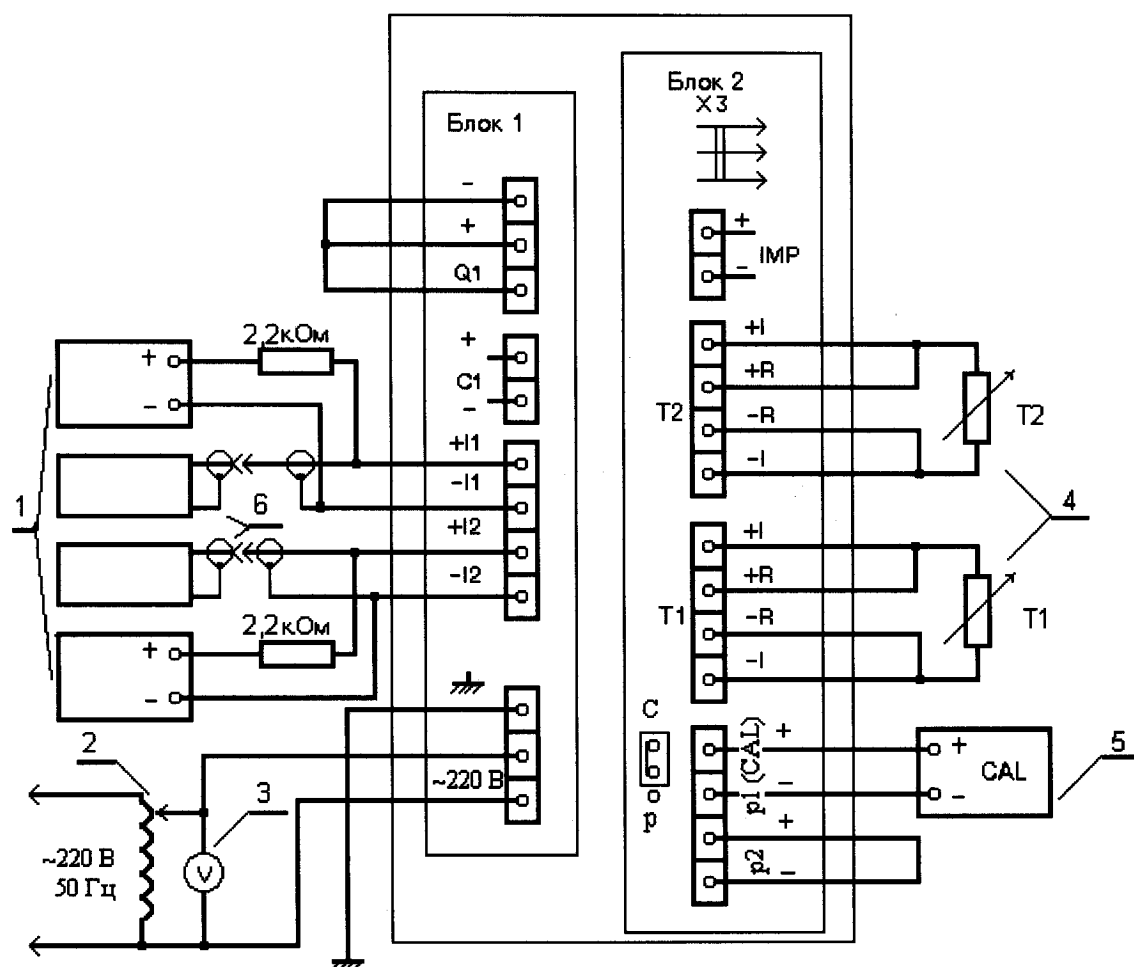 Блок 1
-
+
Q1
+
C1
-
+I1
-I1
+I2
-I2
~220 В
Блок 2
X3
+
IMP
-
+I
+R
T2
-R
-I
+I
+R
T1
-R
-I
C
p
p1 (CAL)
+
-
p2
+
-
2,2кОм
+
-
1
6
2,2кОм
+
-
2
3
~220 В
50 Гц
V
T2
4
T1
+
CAL
-
5